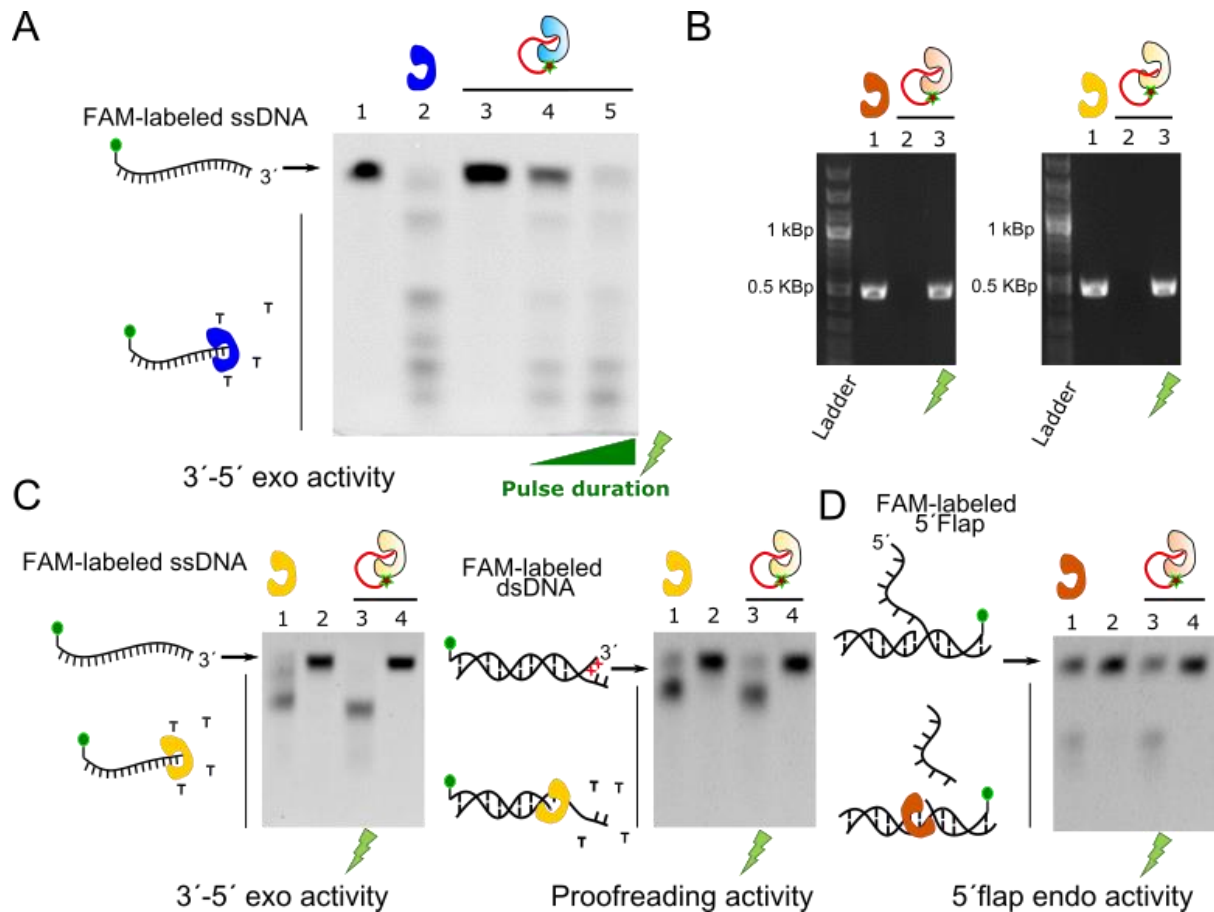 A
FAM-labeled ssDNA
1 2 3 4 5
3´
T T
T T
3´-5´ exo activity
Pulse duration
B
1 2 3
1 kBp
0.5 KBp
Ladder
1 2 3
1 kBp
0.5 KBp
Ladder
C
FAM-labeled ssDNA
1 2 3 4
3´
T T
T
T
3´-5´ exo activity
FAM-labeled
dsDNA
1 2 3 4
3´
T T
T T
Proofreading activity
D
FAM-labeled
5´Flap
5´
1 2 3 4
5´flap endo activity